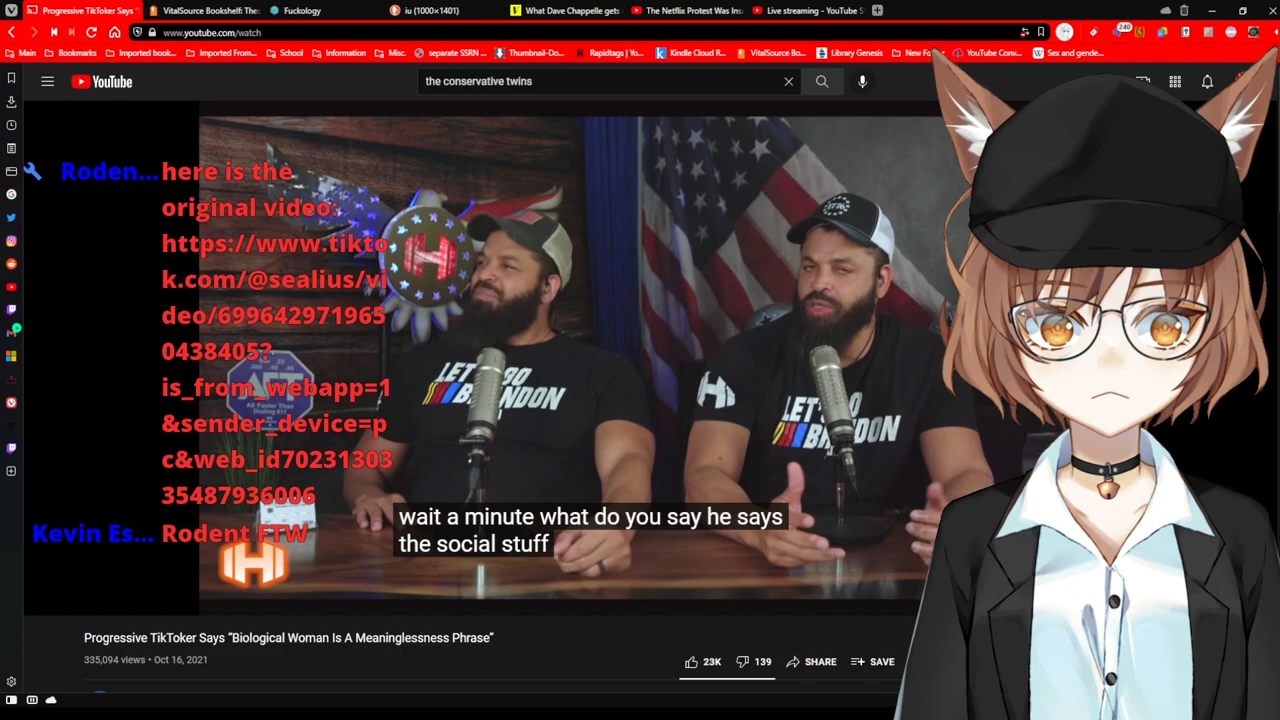 Progressive TikToker Says "
VitalSource Bookshelf: The
Fuckology
iu (1000×1401)
What Dave Chappelle gets
The Netflix Protest Was Ins
Live streaming - YouTube S
www.youtube.com/watch
240
Main
Bookmarks
Imported book...
Imported From...
School
Information
Misc.
separate SSRN ...
Thumbnail-Do...
Rapidtags | Yo...
Kindle Cloud R...
VitalSource Bo...
Library Genesis
New Fo
YouTube Conv...
Sex and gende...
YouTube
the conservative twins
Roden... here is the
original video:
https://www.tikto
k.com/@sealius/vi
deo/699642971965
0438405?
is_from_webapp=1
&sender_device=p
c&web_id70231303
35487936006
Kevin Es... Rodent FTW
LET'S GO
BRANDON
H
LET'S GO
BRANDON
wait a minute what do you say he says
the social stuff
Progressive TikToker Says “Biological Woman Is A Meaninglessness Phrase”
335,094 views • Oct 16, 2021
23K
139
SHARE
SAVE